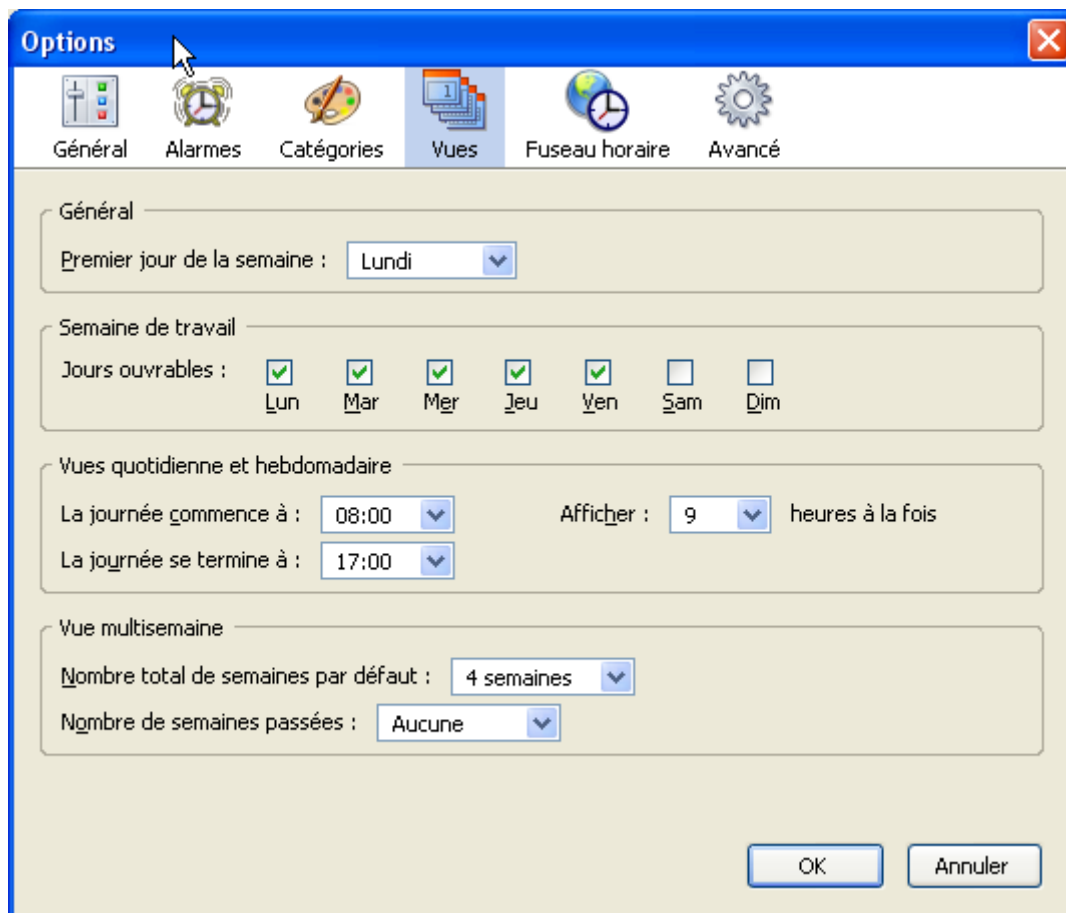 Options
Général Alarmes Catégories Vues Fuseau horaire Avancé
Général
Premier jour de la semaine : Lundi
Semaine de travail
Jours ouvrables :
Lun Mar Mer Jeu Ven Sam Dim
Vues quotidienne et hebdomadaire
La journée commence à : 08:00 Afficher : 9 heures à la fois
La journée se termine à : 17:00
Vue multisemaine
Nombre total de semaines par défaut : 4 semaines
Nombre de semaines passées : Aucune
OK Annuler